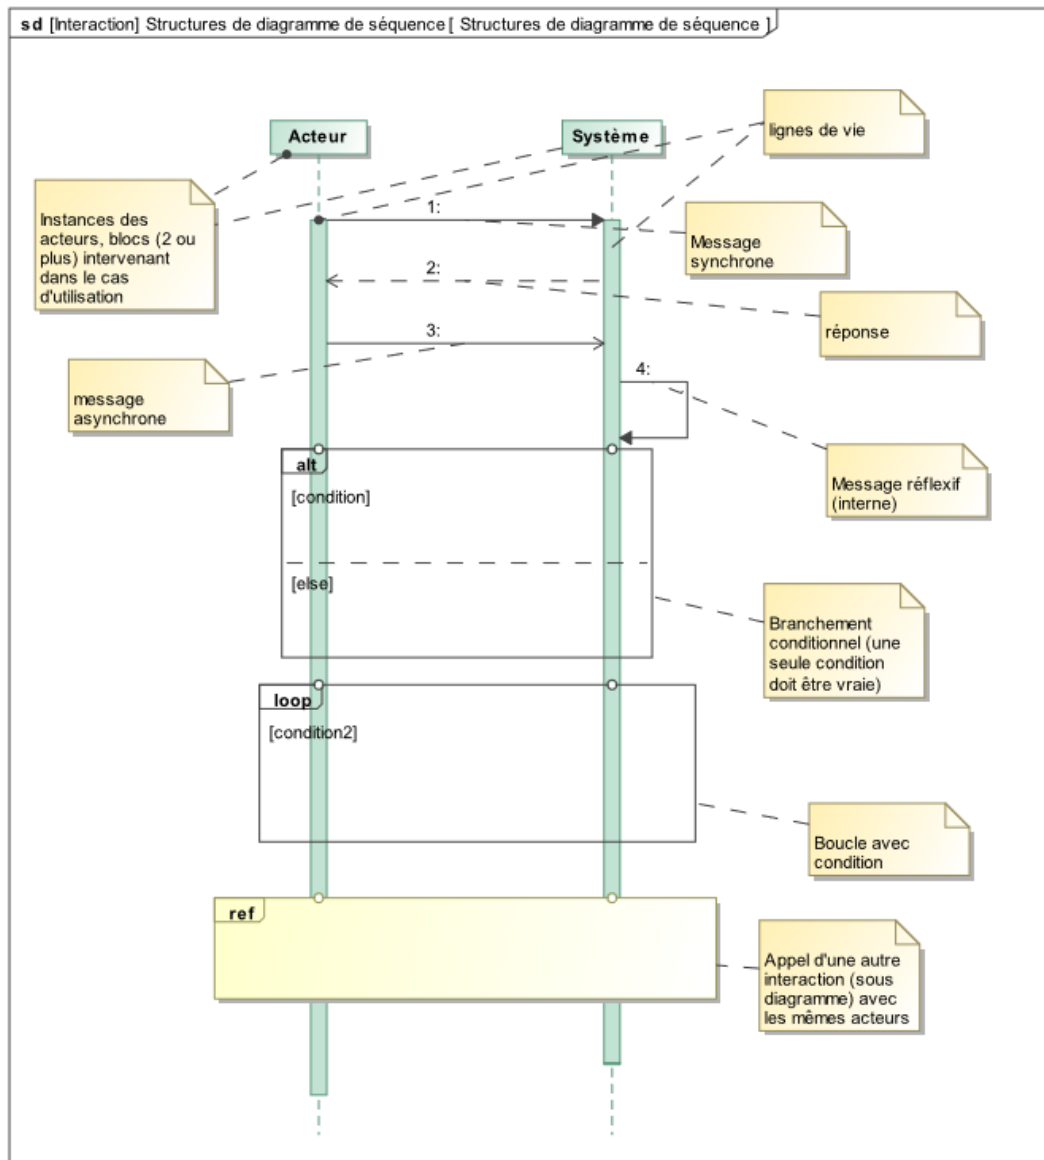 sd [Interaction] Structures de diagramme de séquence [ Structures de diagramme de séquence ]
lignes de vie
Acteur
Système
Instances des
acteurs, blocs (2 ou
plus) intervenant
dans le cas
d'utilisation
1:
Message
synchrone
2:
réponse
3:
message
asynchrone
4:
Message réflexif
(interne)
alt
[condition]
[else]
Branchement
conditionnel (une
seule condition
doit être vraie)
loop
[condition2]
Boucle avec
condition
ref
Appel d'une autre
interaction (sous
diagramme) avec
les mêmes acteurs